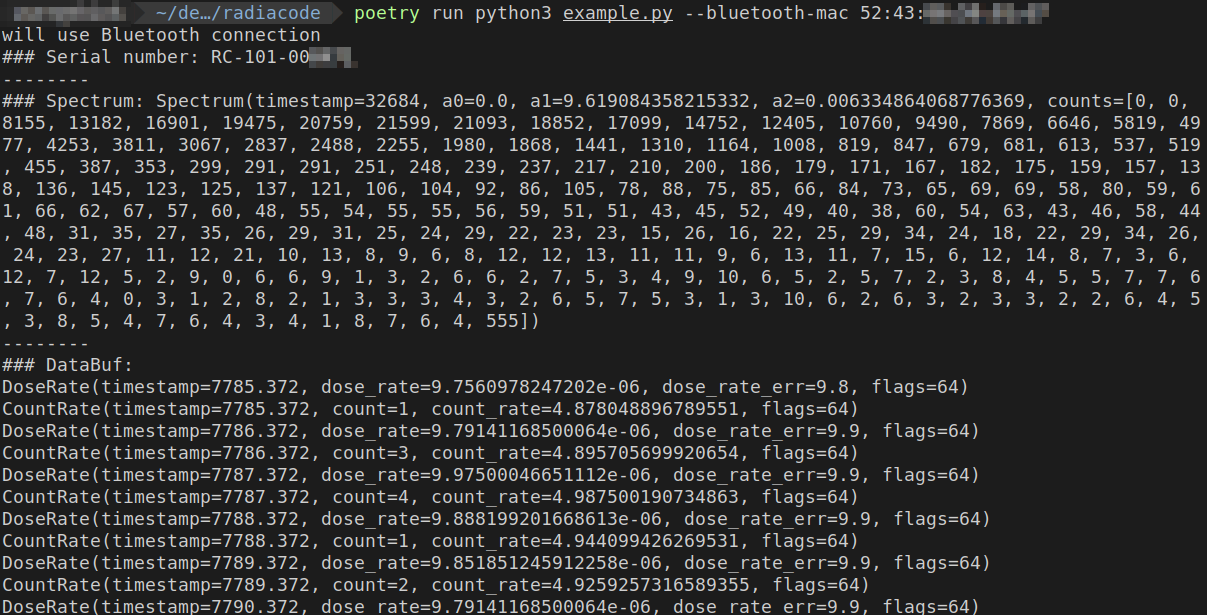 ~/de…/radiacode poetry run python3 example.py --bluetooth-mac 52:43:
will use Bluetooth connection
### Serial number: RC-101-00
--------
### Spectrum: Spectrum(timestamp=32684, a0=0.0, a1=9.619084358215332, a2=0.006334864068776369, counts=[0, 0,
8155, 13182, 16901, 19475, 20759, 21599, 21093, 18852, 17099, 14752, 12405, 10760, 9490, 7869, 6646, 5819, 49
77, 4253, 3811, 3067, 2837, 2488, 2255, 1980, 1868, 1441, 1310, 1164, 1008, 819, 847, 679, 681, 613, 537, 519
, 455, 387, 353, 299, 291, 291, 251, 248, 239, 237, 217, 210, 200, 186, 179, 171, 167, 182, 175, 159, 157, 13
8, 136, 145, 123, 125, 137, 121, 106, 104, 92, 86, 105, 78, 88, 75, 85, 66, 84, 73, 65, 69, 69, 58, 80, 59, 6
1, 66, 62, 67, 57, 60, 48, 55, 54, 55, 55, 56, 59, 51, 51, 43, 45, 52, 49, 40, 38, 60, 54, 63, 43, 46, 58, 44
, 48, 31, 35, 27, 35, 26, 29, 31, 25, 24, 29, 22, 23, 23, 15, 26, 16, 22, 25, 29, 34, 24, 18, 22, 29, 34, 26,
24, 23, 27, 11, 12, 21, 10, 13, 8, 9, 6, 8, 12, 12, 13, 11, 11, 9, 6, 13, 11, 7, 15, 6, 12, 14, 8, 7, 3, 6,
12, 7, 12, 5, 2, 9, 0, 6, 6, 9, 1, 3, 2, 6, 6, 2, 7, 5, 3, 4, 9, 10, 6, 5, 2, 5, 7, 2, 3, 8, 4, 5, 5, 7, 7, 6
, 7, 6, 4, 0, 3, 1, 2, 8, 2, 1, 3, 3, 3, 4, 3, 2, 6, 5, 7, 5, 3, 1, 3, 10, 6, 2, 6, 3, 2, 3, 3, 2, 2, 6, 4, 5
, 3, 8, 5, 4, 7, 6, 4, 3, 4, 1, 8, 7, 6, 4, 555])
--------
### DataBuf:
DoseRate(timestamp=7785.372, dose_rate=9.7560978247202e-06, dose_rate_err=9.8, flags=64)
CountRate(timestamp=7785.372, count=1, count_rate=4.878048896789551, flags=64)
DoseRate(timestamp=7786.372, dose_rate=9.79141168500064e-06, dose_rate_err=9.9, flags=64)
CountRate(timestamp=7786.372, count=3, count_rate=4.895705699920654, flags=64)
DoseRate(timestamp=7787.372, dose_rate=9.97500046651112e-06, dose_rate_err=9.9, flags=64)
CountRate(timestamp=7787.372, count=4, count_rate=4.987500190734863, flags=64)
DoseRate(timestamp=7788.372, dose_rate=9.888199201668613e-06, dose_rate_err=9.9, flags=64)
CountRate(timestamp=7788.372, count=1, count_rate=4.944099426269531, flags=64)
DoseRate(timestamp=7789.372, dose_rate=9.851851245912258e-06, dose_rate_err=9.9, flags=64)
CountRate(timestamp=7789.372, count=2, count_rate=4.9259257316589355, flags=64)
DoseRate(timestamp=7790.372, dose_rate=9.79141168500064e-06, dose_rate_err=9.9, flags=64)